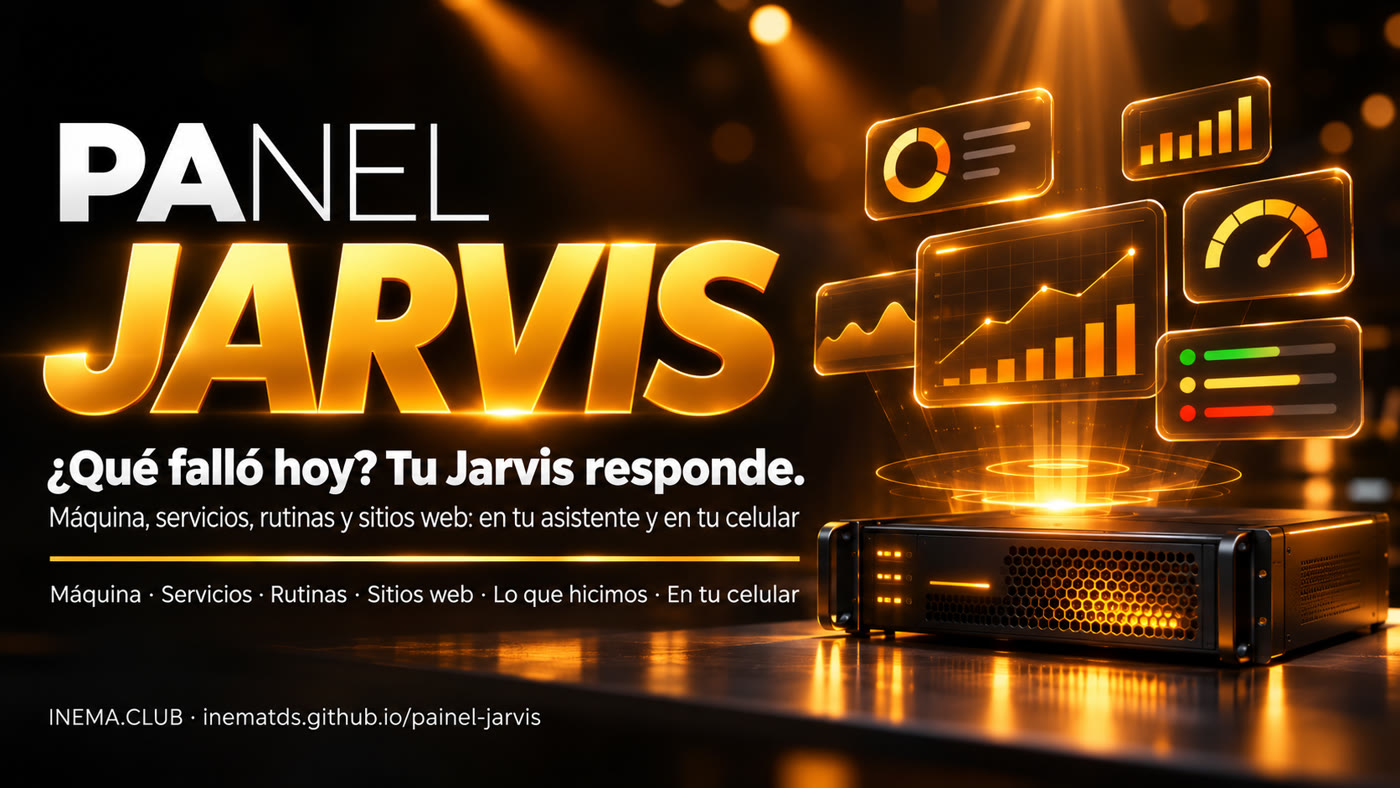 PANEL
JARVIS
¿Qué falló hoy? Tu Jarvis responde.
Máquina, servicios, rutinas y sitios web: en tu asistente y en tu celular
Máquina · Servicios · Rutinas · Sitios web · Lo que hicimos · En tu celular
INEMA.CLUB · inematds.github.io/painel-jarvis